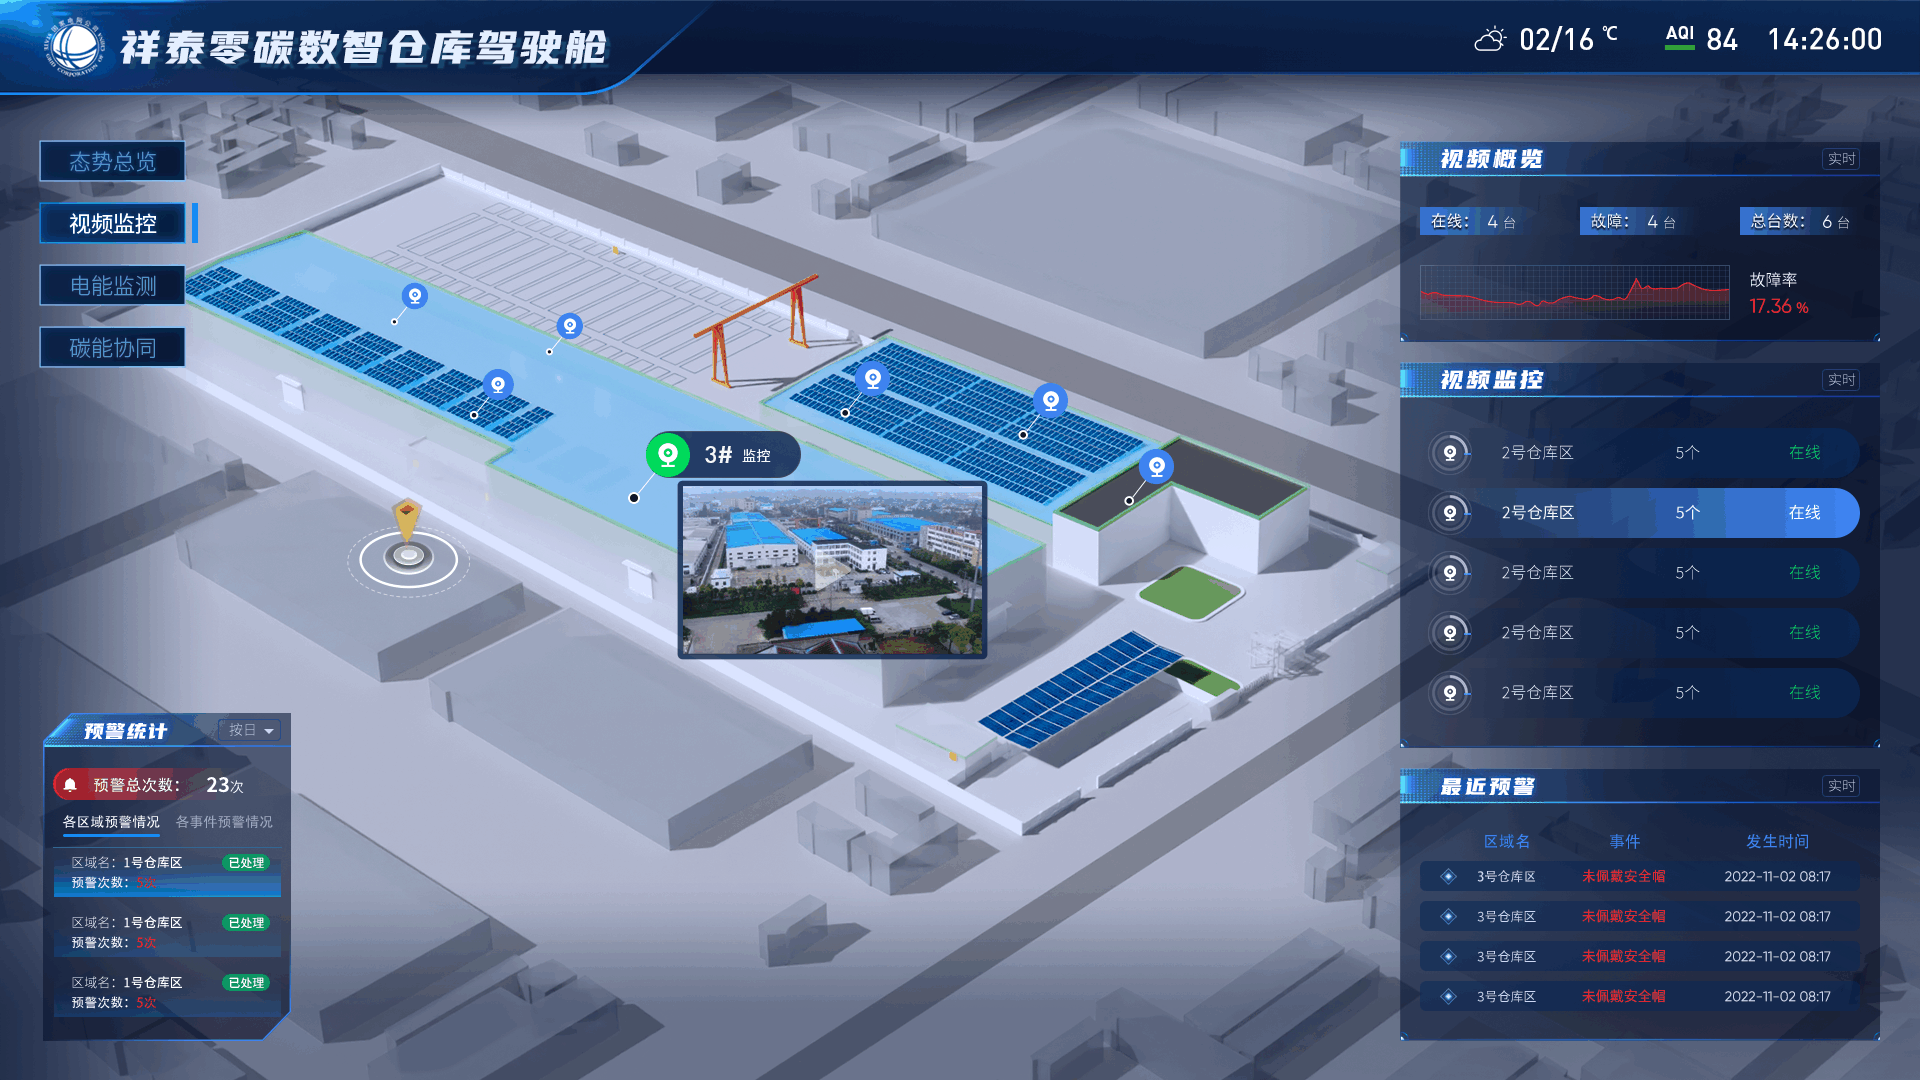 祥泰零碳数智仓库驾驶舱
02/16 ℃
AQI 84
14:26:00
态势总览
视频监控
电能监测
碳能协同
3# 监控
预警统计
按日
预警总次数： 23次
各区域预警情况 各事件预警情况
区域名：1号仓库区 已处理
预警次数：5次
区域名：1号仓库区 已处理
预警次数：5次
区域名：1号仓库区 已处理
预警次数：5次
视频概览 实时
在线： 4 台 故障： 4 台 总台数： 6 台
故障率
17.36 %
视频监控 实时
2号仓库区 5个 在线
2号仓库区 5个 在线
2号仓库区 5个 在线
2号仓库区 5个 在线
2号仓库区 5个 在线
最近预警 实时
区域名 事件 发生时间
3号仓库区 未佩戴安全帽 2022-11-02 08:17
3号仓库区 未佩戴安全帽 2022-11-02 08:17
3号仓库区 未佩戴安全帽 2022-11-02 08:17
3号仓库区 未佩戴安全帽 2022-11-02 08:17